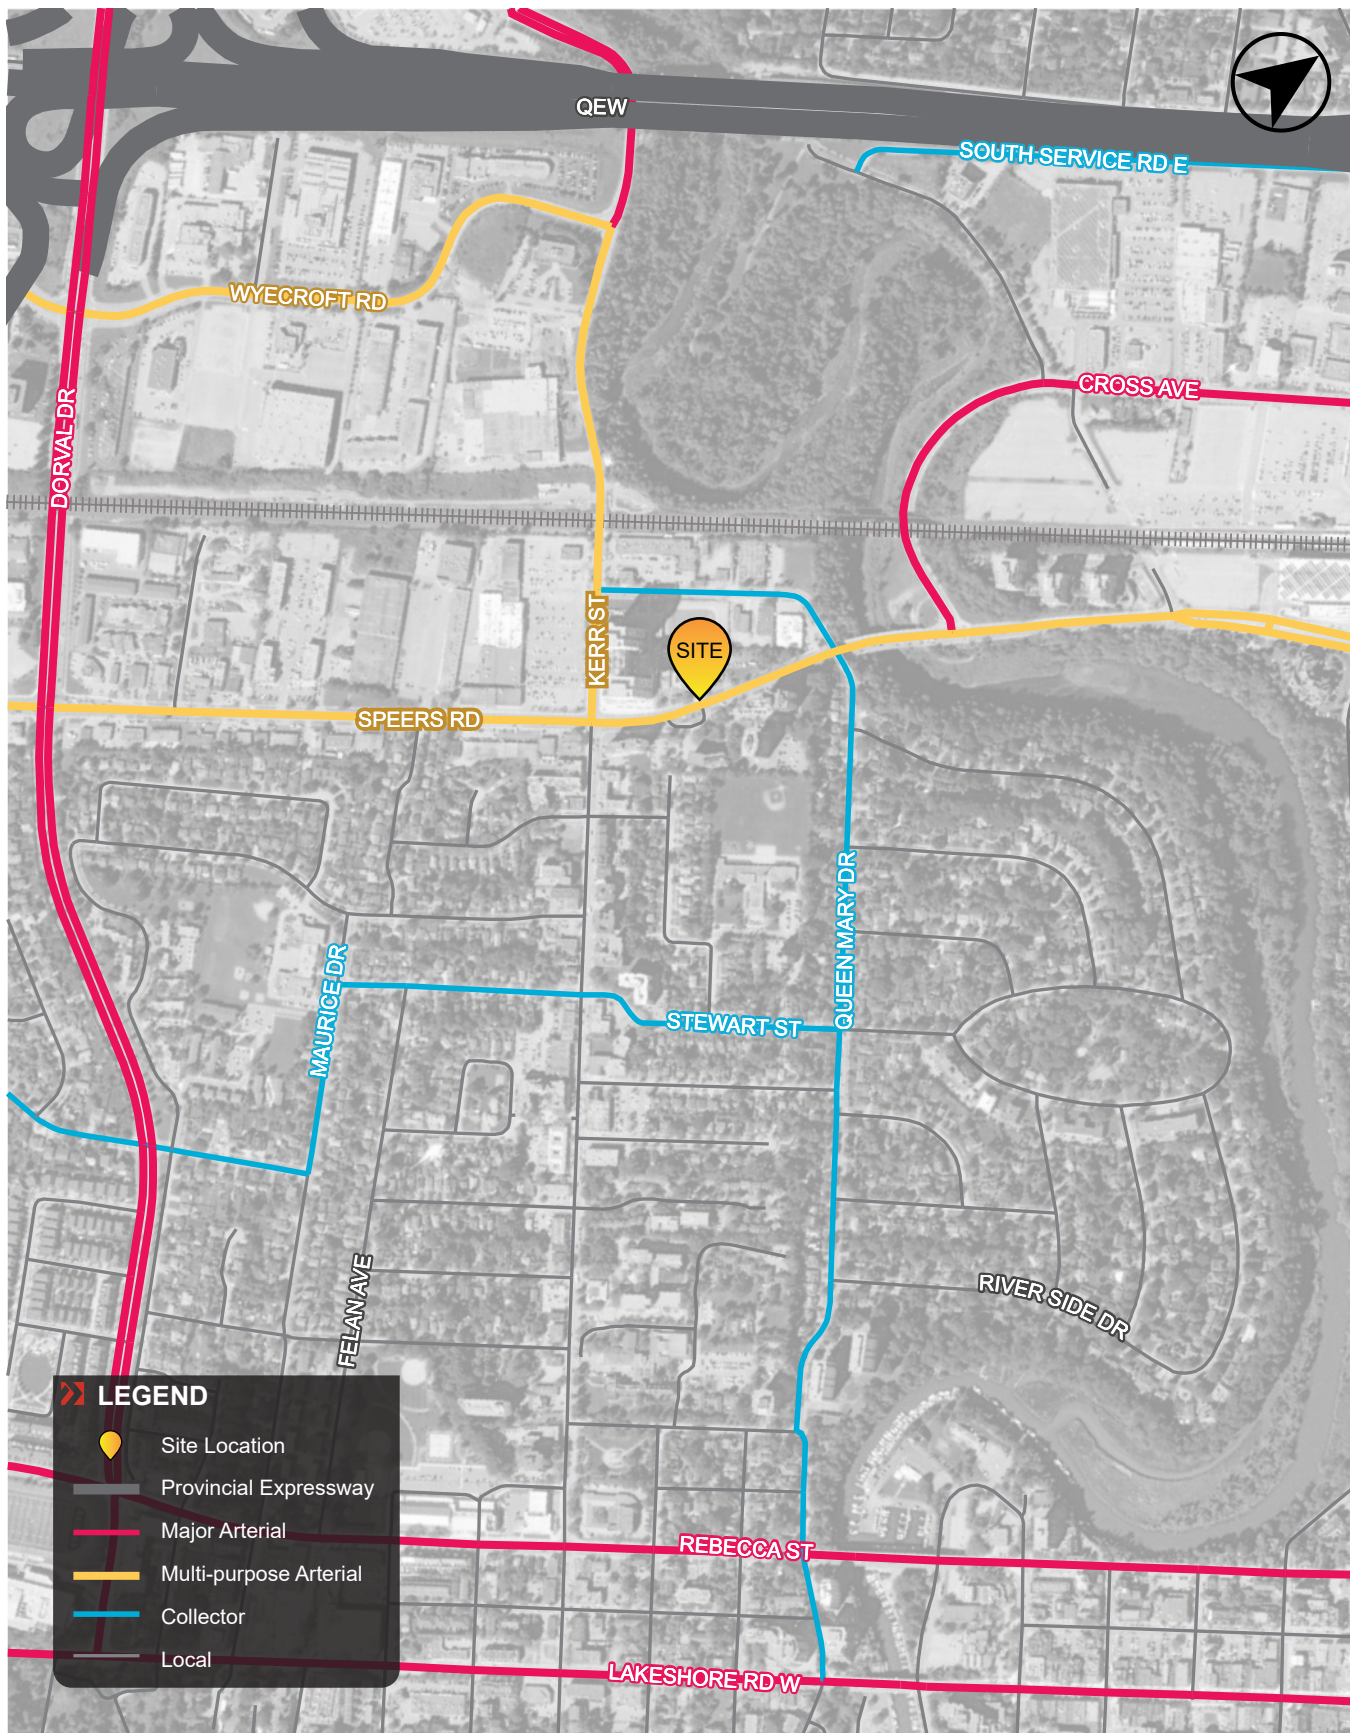 QEW
SOUTH SERVICE RD E
WYECROFT RD
CROSS AVE
DORVAL DR
KERR ST
SITE
SPEERS RD
QUEEN MARY DR
MAURICE DR
STEWART ST
RIVER SIDE DR
FELAN AVE
LEGEND
Site Location
Provincial Expressway
Major Arterial
Multi-purpose Arterial
Collector
Local
REBECCA ST
LAKESHORE RD W